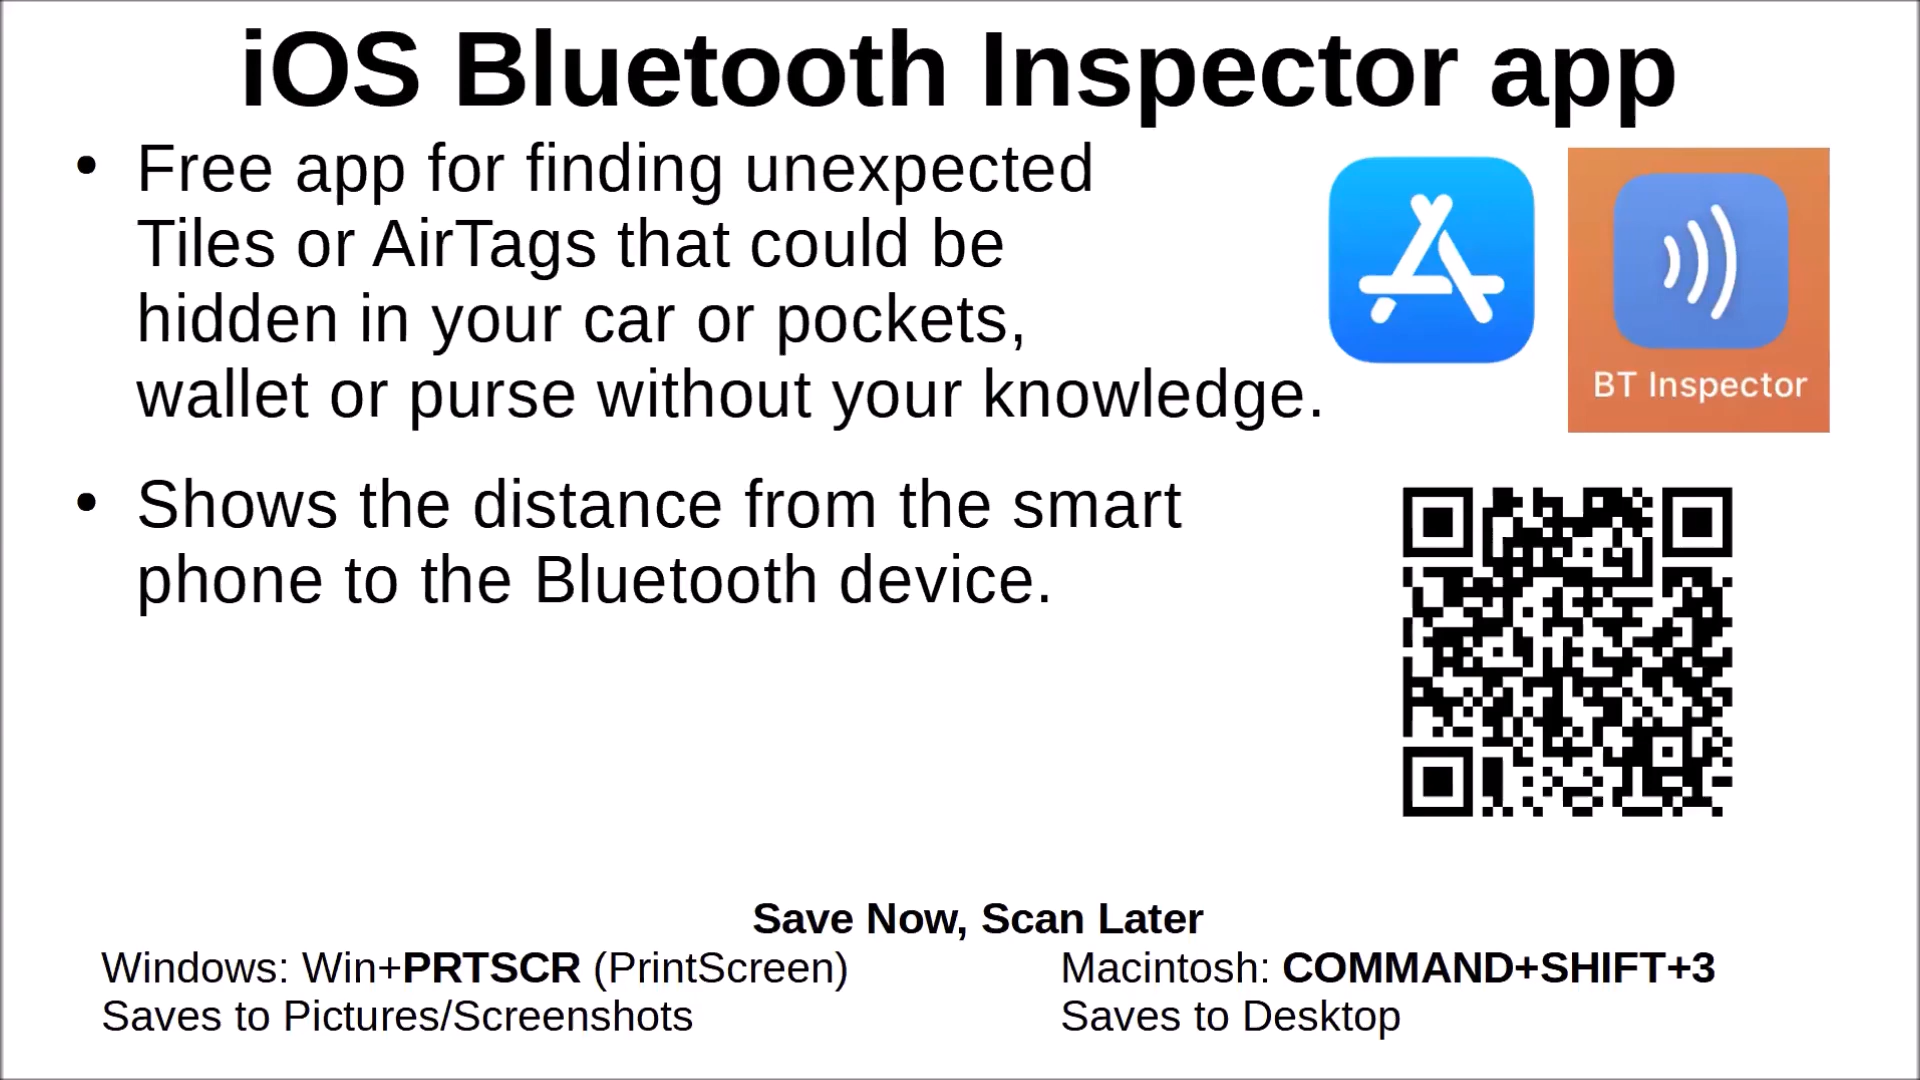 iOS Bluetooth Inspector app
• Free app for finding unexpected
Tiles or AirTags that could be
hidden in your car or pockets,
wallet or purse without your knowledge.
BT Inspector
• Shows the distance from the smart
phone to the Bluetooth device.
Save Now, Scan Later
Windows: Win+PRTSCR (PrintScreen)
Saves to Pictures/Screenshots
Macintosh: COMMAND+SHIFT+3
Saves to Desktop